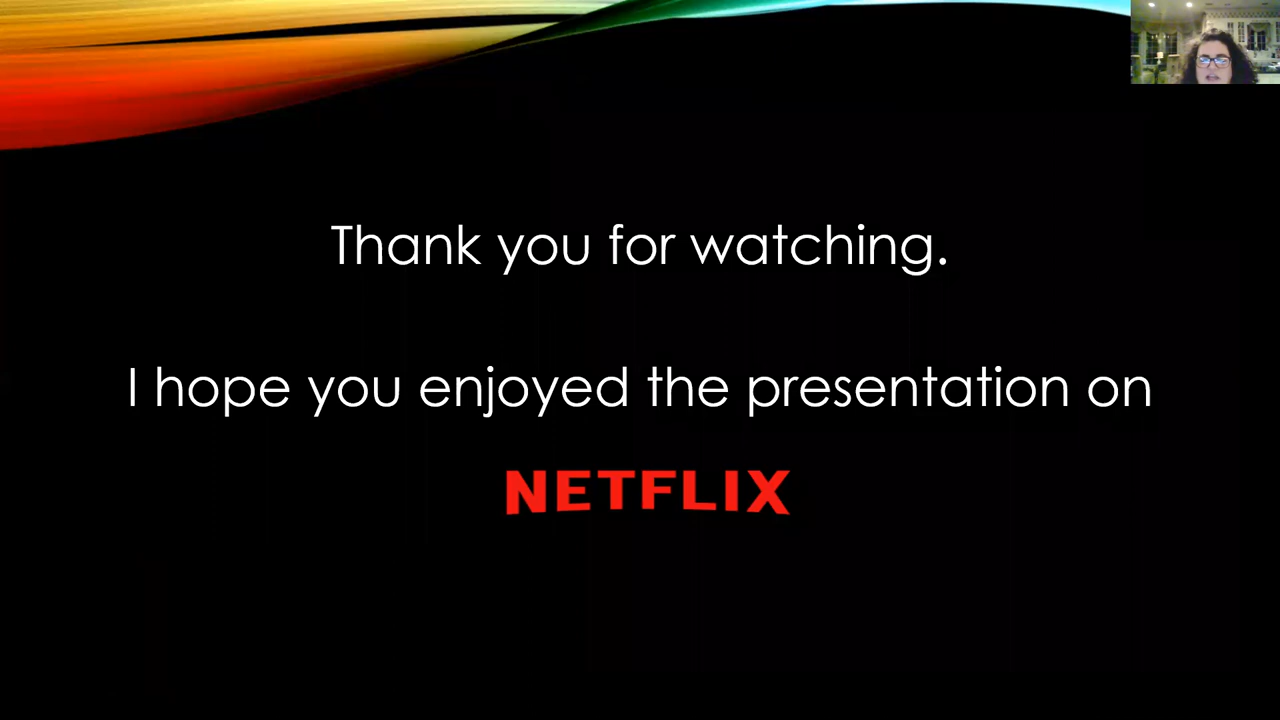 Thank you for watching.
I hope you enjoyed the presentation on
NETFLIX